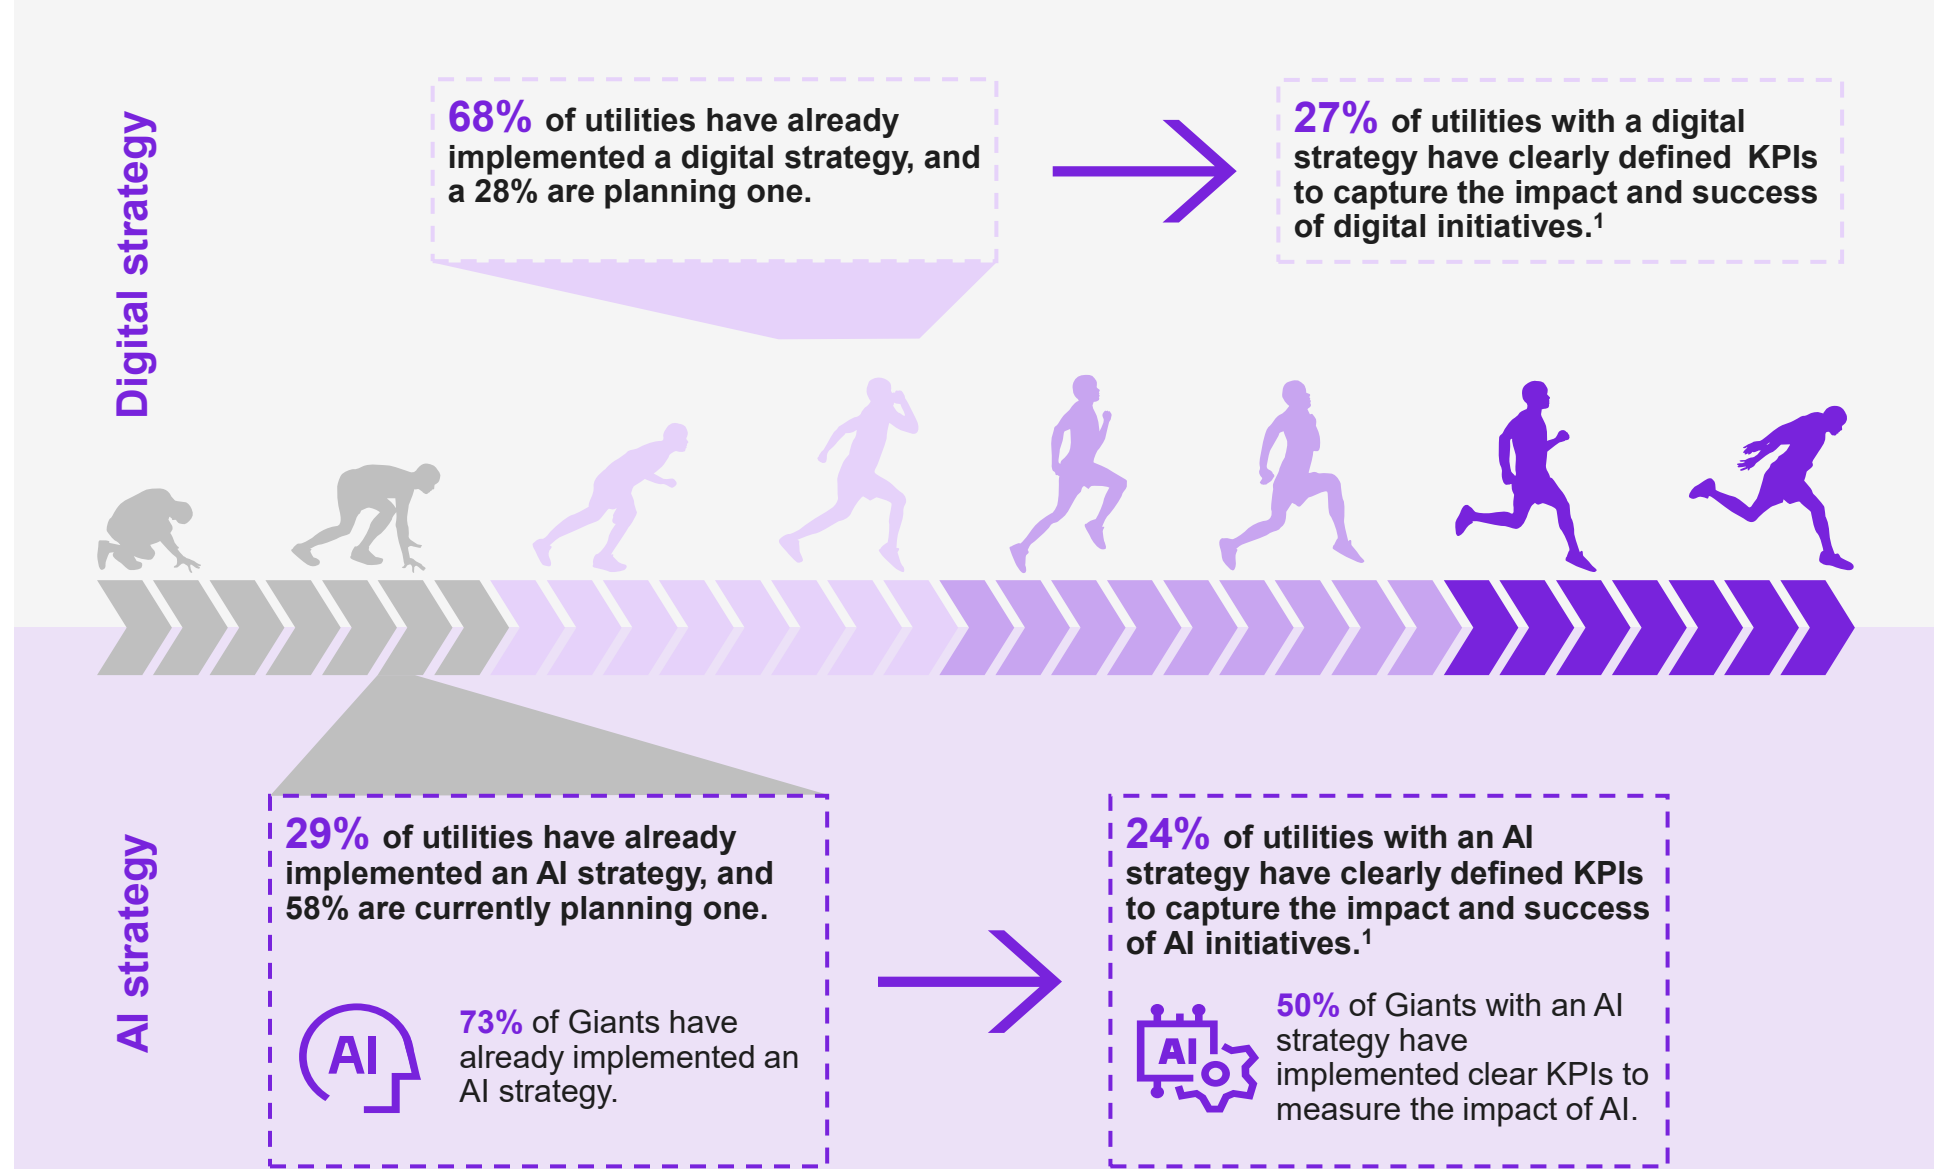 Digital strategy
68% of utilities have already
implemented a digital strategy, and
a 28% are planning one.
27% of utilities with a digital
strategy have clearly defined KPIs
to capture the impact and success
of digital initiatives.1
AI strategy
29% of utilities have already
implemented an AI strategy, and
58% are currently planning one.
AI
73% of Giants have
already implemented an
AI strategy.
24% of utilities with an AI
strategy have clearly defined KPIs
to capture the impact and success
of AI initiatives.1
AI
50% of Giants with an AI
strategy have
implemented clear KPIs to
measure the impact of AI.